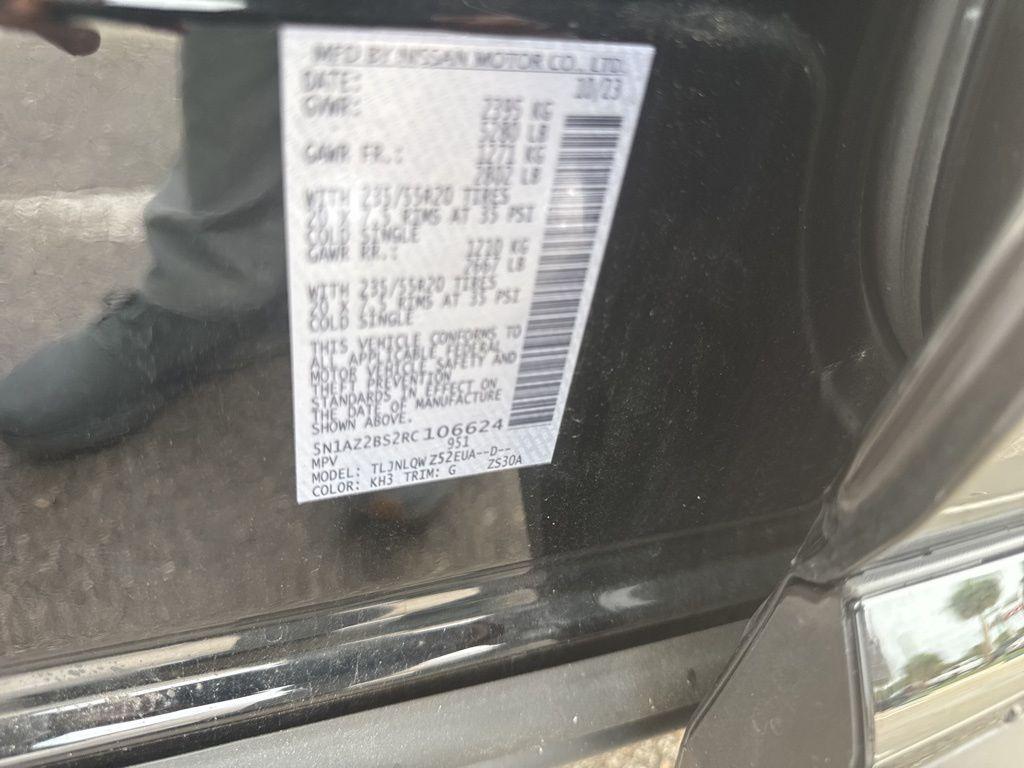 MFD BY NISSAN MOTOR CO., LTD.
DATE: 10/23
GVWR: 2395 KG
5280 LB
GAWR FR.: 1271 KG
2802 LB
WITH 235/55R20 TIRES
20 X 7.5 RIMS AT 35 PSI
COLD SINGLE
GAWR RR.: 1210 KG
2667 LB
WITH 235/55R20 TIRES
20 X 7.5 RIMS AT 35 PSI
COLD SINGLE
THIS VEHICLE CONFORMS TO
ALL APPLICABLE FEDERAL
MOTOR VEHICLE SAFETY AND
THEFT PREVENTION
STANDARDS IN EFFECT ON
THE DATE OF MANUFACTURE
SHOWN ABOVE.
5N1AZ2BS2RC106624
MPV 951
MODEL: TLJNLQWZ52EUA--D--
COLOR: KH3 TRIM: G ZS30A